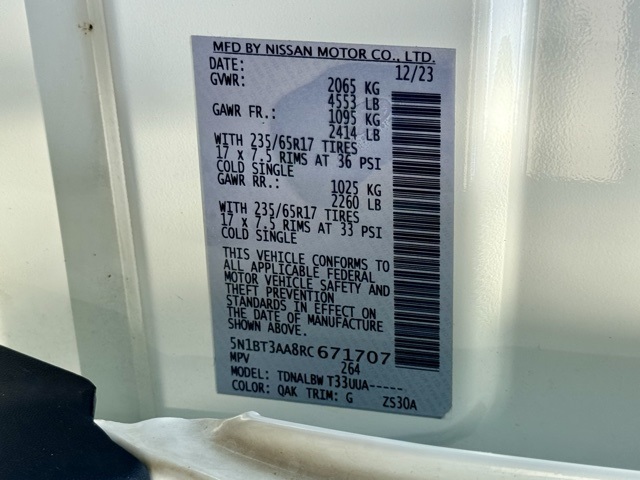 MFD BY NISSAN MOTOR CO., LTD.
DATE: 12/23
GVWR: 2065 KG
4553 LB
GAWR FR.: 1095 KG
2414 LB
WITH 235/65R17 TIRES
17 x 7.5 RIMS AT 36 PSI
COLD SINGLE
GAWR RR.: 1025 KG
2260 LB
WITH 235/65R17 TIRES
17 x 7.5 RIMS AT 33 PSI
COLD SINGLE
THIS VEHICLE CONFORMS TO
ALL APPLICABLE FEDERAL
MOTOR VEHICLE SAFETY AND
THEFT PREVENTION
STANDARDS IN EFFECT ON
THE DATE OF MANUFACTURE
SHOWN ABOVE.
5N1BT3AA8RC671707
MPV 264
MODEL: TDNALBW T33UUA-----
COLOR: QAK TRIM: G ZS30A